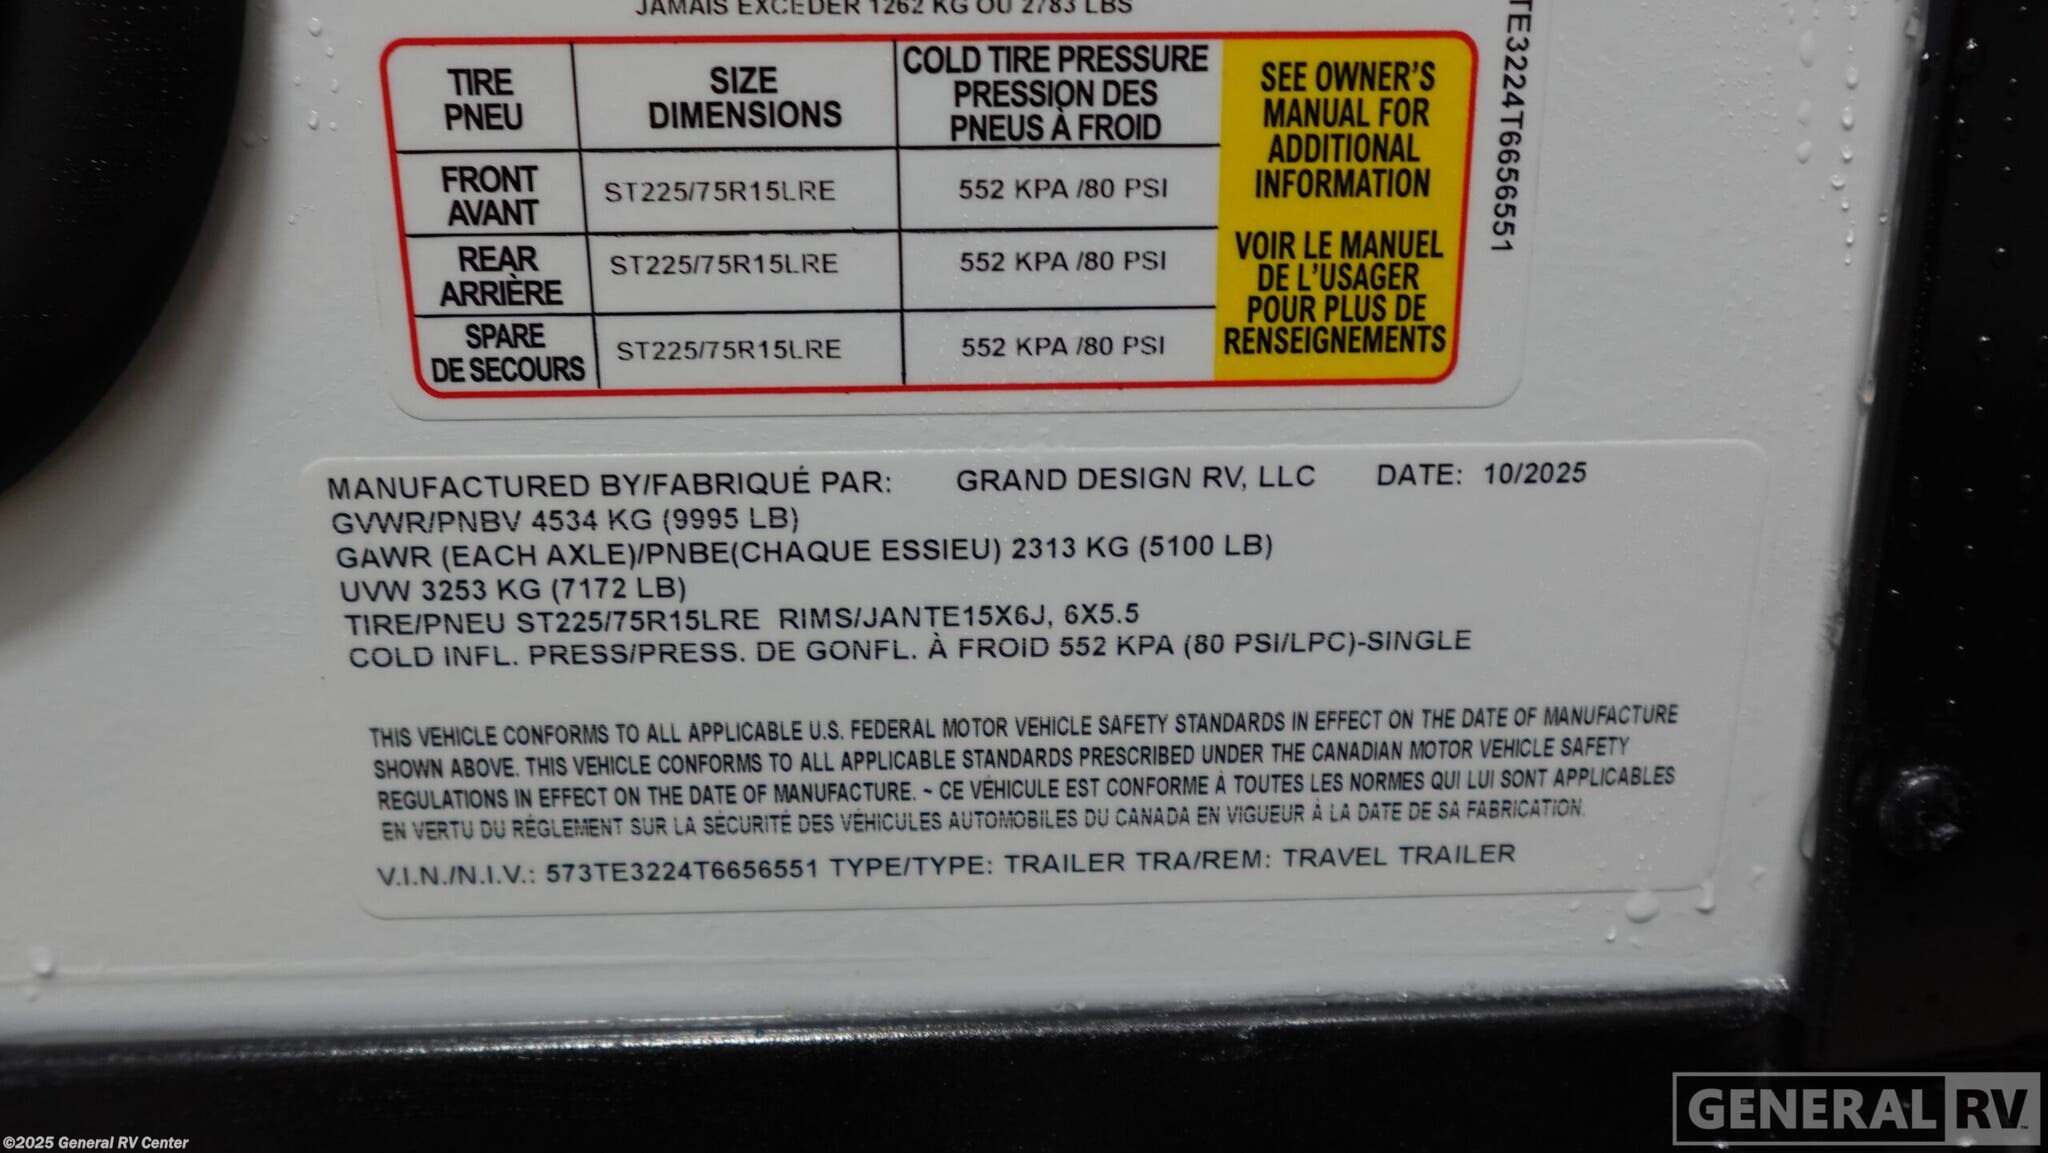 JAMAIS EXCÉDER 1262 KG OU 2783 LBS
TIRE PNEU SIZE DIMENSIONS COLD TIRE PRESSURE PRESSION DES PNEUS À FROID
FRONT AVANT ST225/75R15LRE 552 KPA /80 PSI
REAR ARRIÈRE ST225/75R15LRE 552 KPA /80 PSI
SPARE DE SECOURS ST225/75R15LRE 552 KPA /80 PSI
SEE OWNER'S
MANUAL FOR
ADDITIONAL
INFORMATION
VOIR LE MANUEL
DE L'USAGER
POUR PLUS DE
RENSEIGNEMENTS
TE3224T6656551
MANUFACTURED BY/FABRIQUÉ PAR: GRAND DESIGN RV, LLC DATE: 10/2025
GVWR/PNBV 4534 KG (9995 LB)
GAWR (EACH AXLE)/PNBE(CHAQUE ESSIEU) 2313 KG (5100 LB)
UVW 3253 KG (7172 LB)
TIRE/PNEU ST225/75R15LRE RIMS/JANTE15X6J, 6X5.5
COLD INFL. PRESS/PRESS. DE GONFL. À FROID 552 KPA (80 PSI/LPC)-SINGLE
THIS VEHICLE CONFORMS TO ALL APPLICABLE U.S. FEDERAL MOTOR VEHICLE SAFETY STANDARDS IN EFFECT ON THE DATE OF MANUFACTURE
SHOWN ABOVE. THIS VEHICLE CONFORMS TO ALL APPLICABLE STANDARDS PRESCRIBED UNDER THE CANADIAN MOTOR VEHICLE SAFETY
REGULATIONS IN EFFECT ON THE DATE OF MANUFACTURE. ~ CE VÉHICULE EST CONFORME À TOUTES LES NORMES QUI LUI SONT APPLICABLES
EN VERTU DU RÈGLEMENT SUR LA SÉCURITÉ DES VÉHICULES AUTOMOBILES DU CANADA EN VIGUEUR À LA DATE DE SA FABRICATION.
V.I.N./N.I.V.: 573TE3224T6656551 TYPE/TYPE: TRAILER TRA/REM: TRAVEL TRAILER
GENERAL RV
©2025 General RV Center